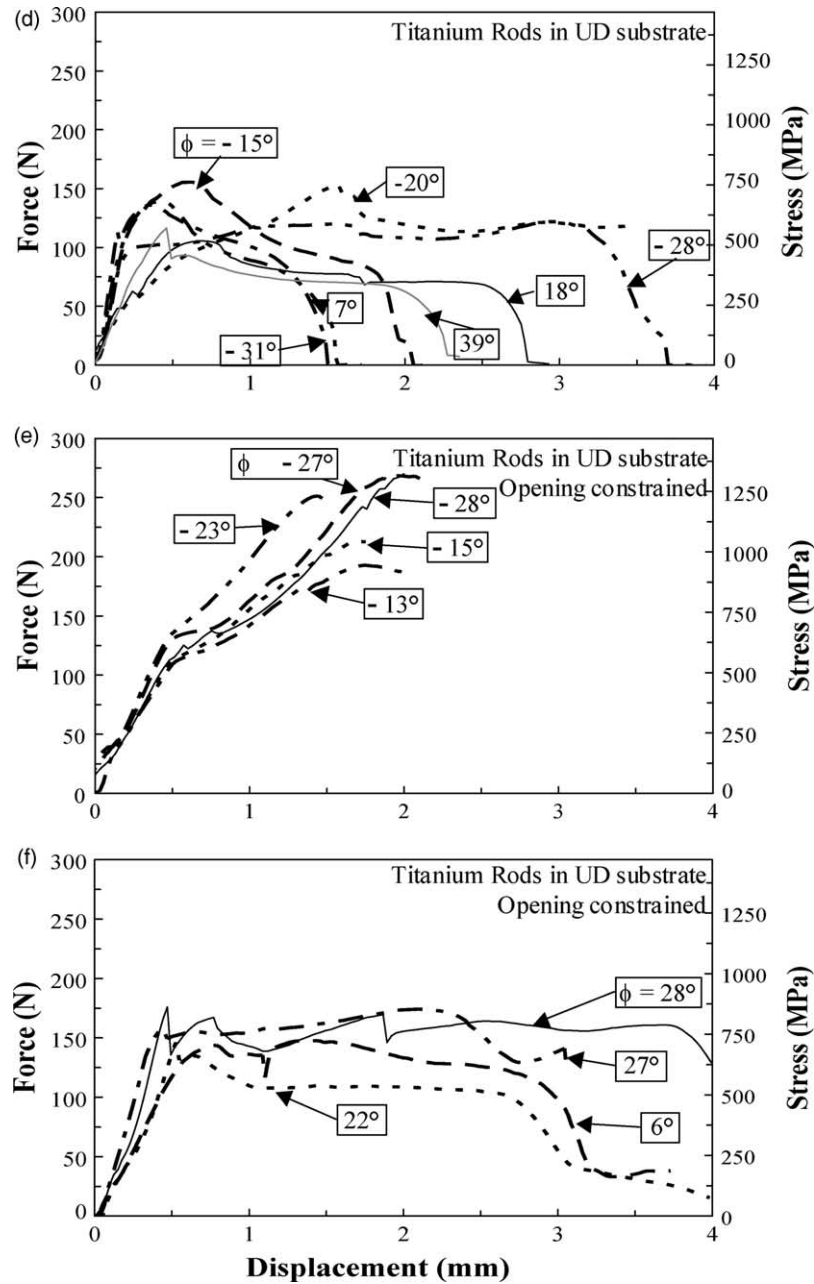 (d)
Titanium Rods in UD substrate
300
250
200
150
100
50
0
Force (N)
1250
1000
750
500
250
0
Stress (MPa)
ϕ = - 15°
-20°
- 28°
18°
7°
39°
- 31°
0 1 2 3 4
(e)
Titanium Rods in UD substrate
Opening constrained
300
250
200
150
100
50
0
Force (N)
1250
1000
750
500
250
0
Stress (MPa)
ϕ - 27°
- 28°
- 23°
- 15°
- 13°
0 1 2 3 4
(f)
Titanium Rods in UD substrate
Opening constrained
300
250
200
150
100
50
0
Force (N)
1250
1000
750
500
250
0
Stress (MPa)
ϕ = 28°
27°
22°
6°
0 1 2 3 4
Displacement (mm)